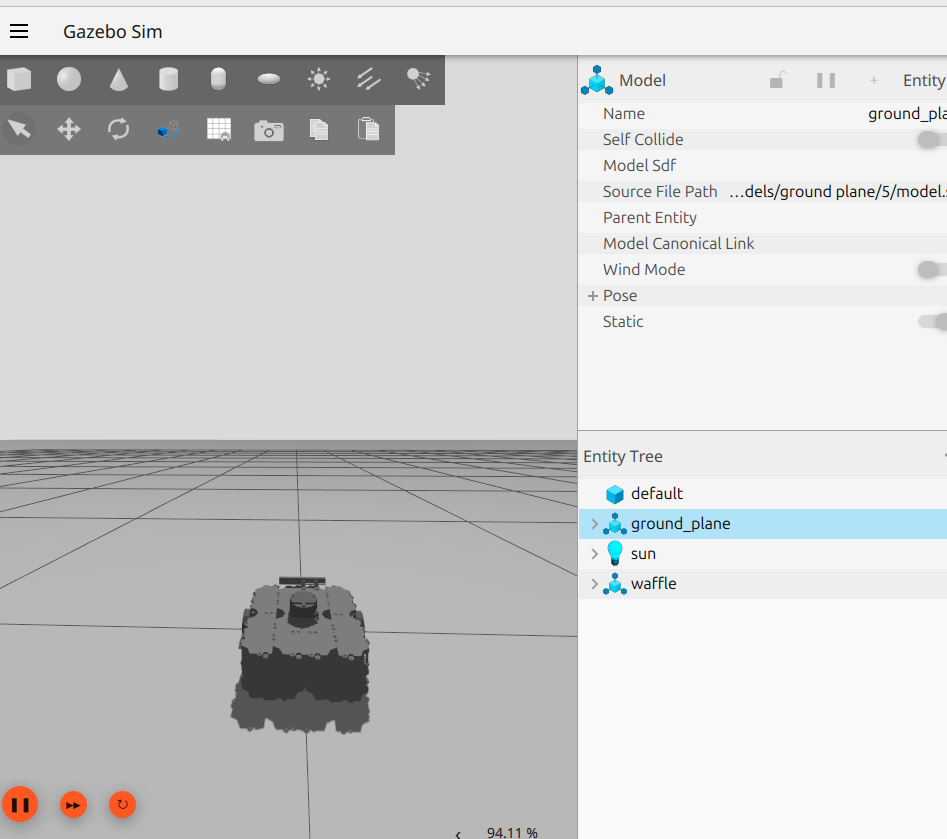 Gazebo Sim
Model
Entity
Name ground_pla
Self Collide
Model Sdf
Source File Path …dels/ground plane/5/model.s
Parent Entity
Model Canonical Link
Wind Mode
Pose
Static
Entity Tree
default
ground_plane
sun
waffle
94.11 %